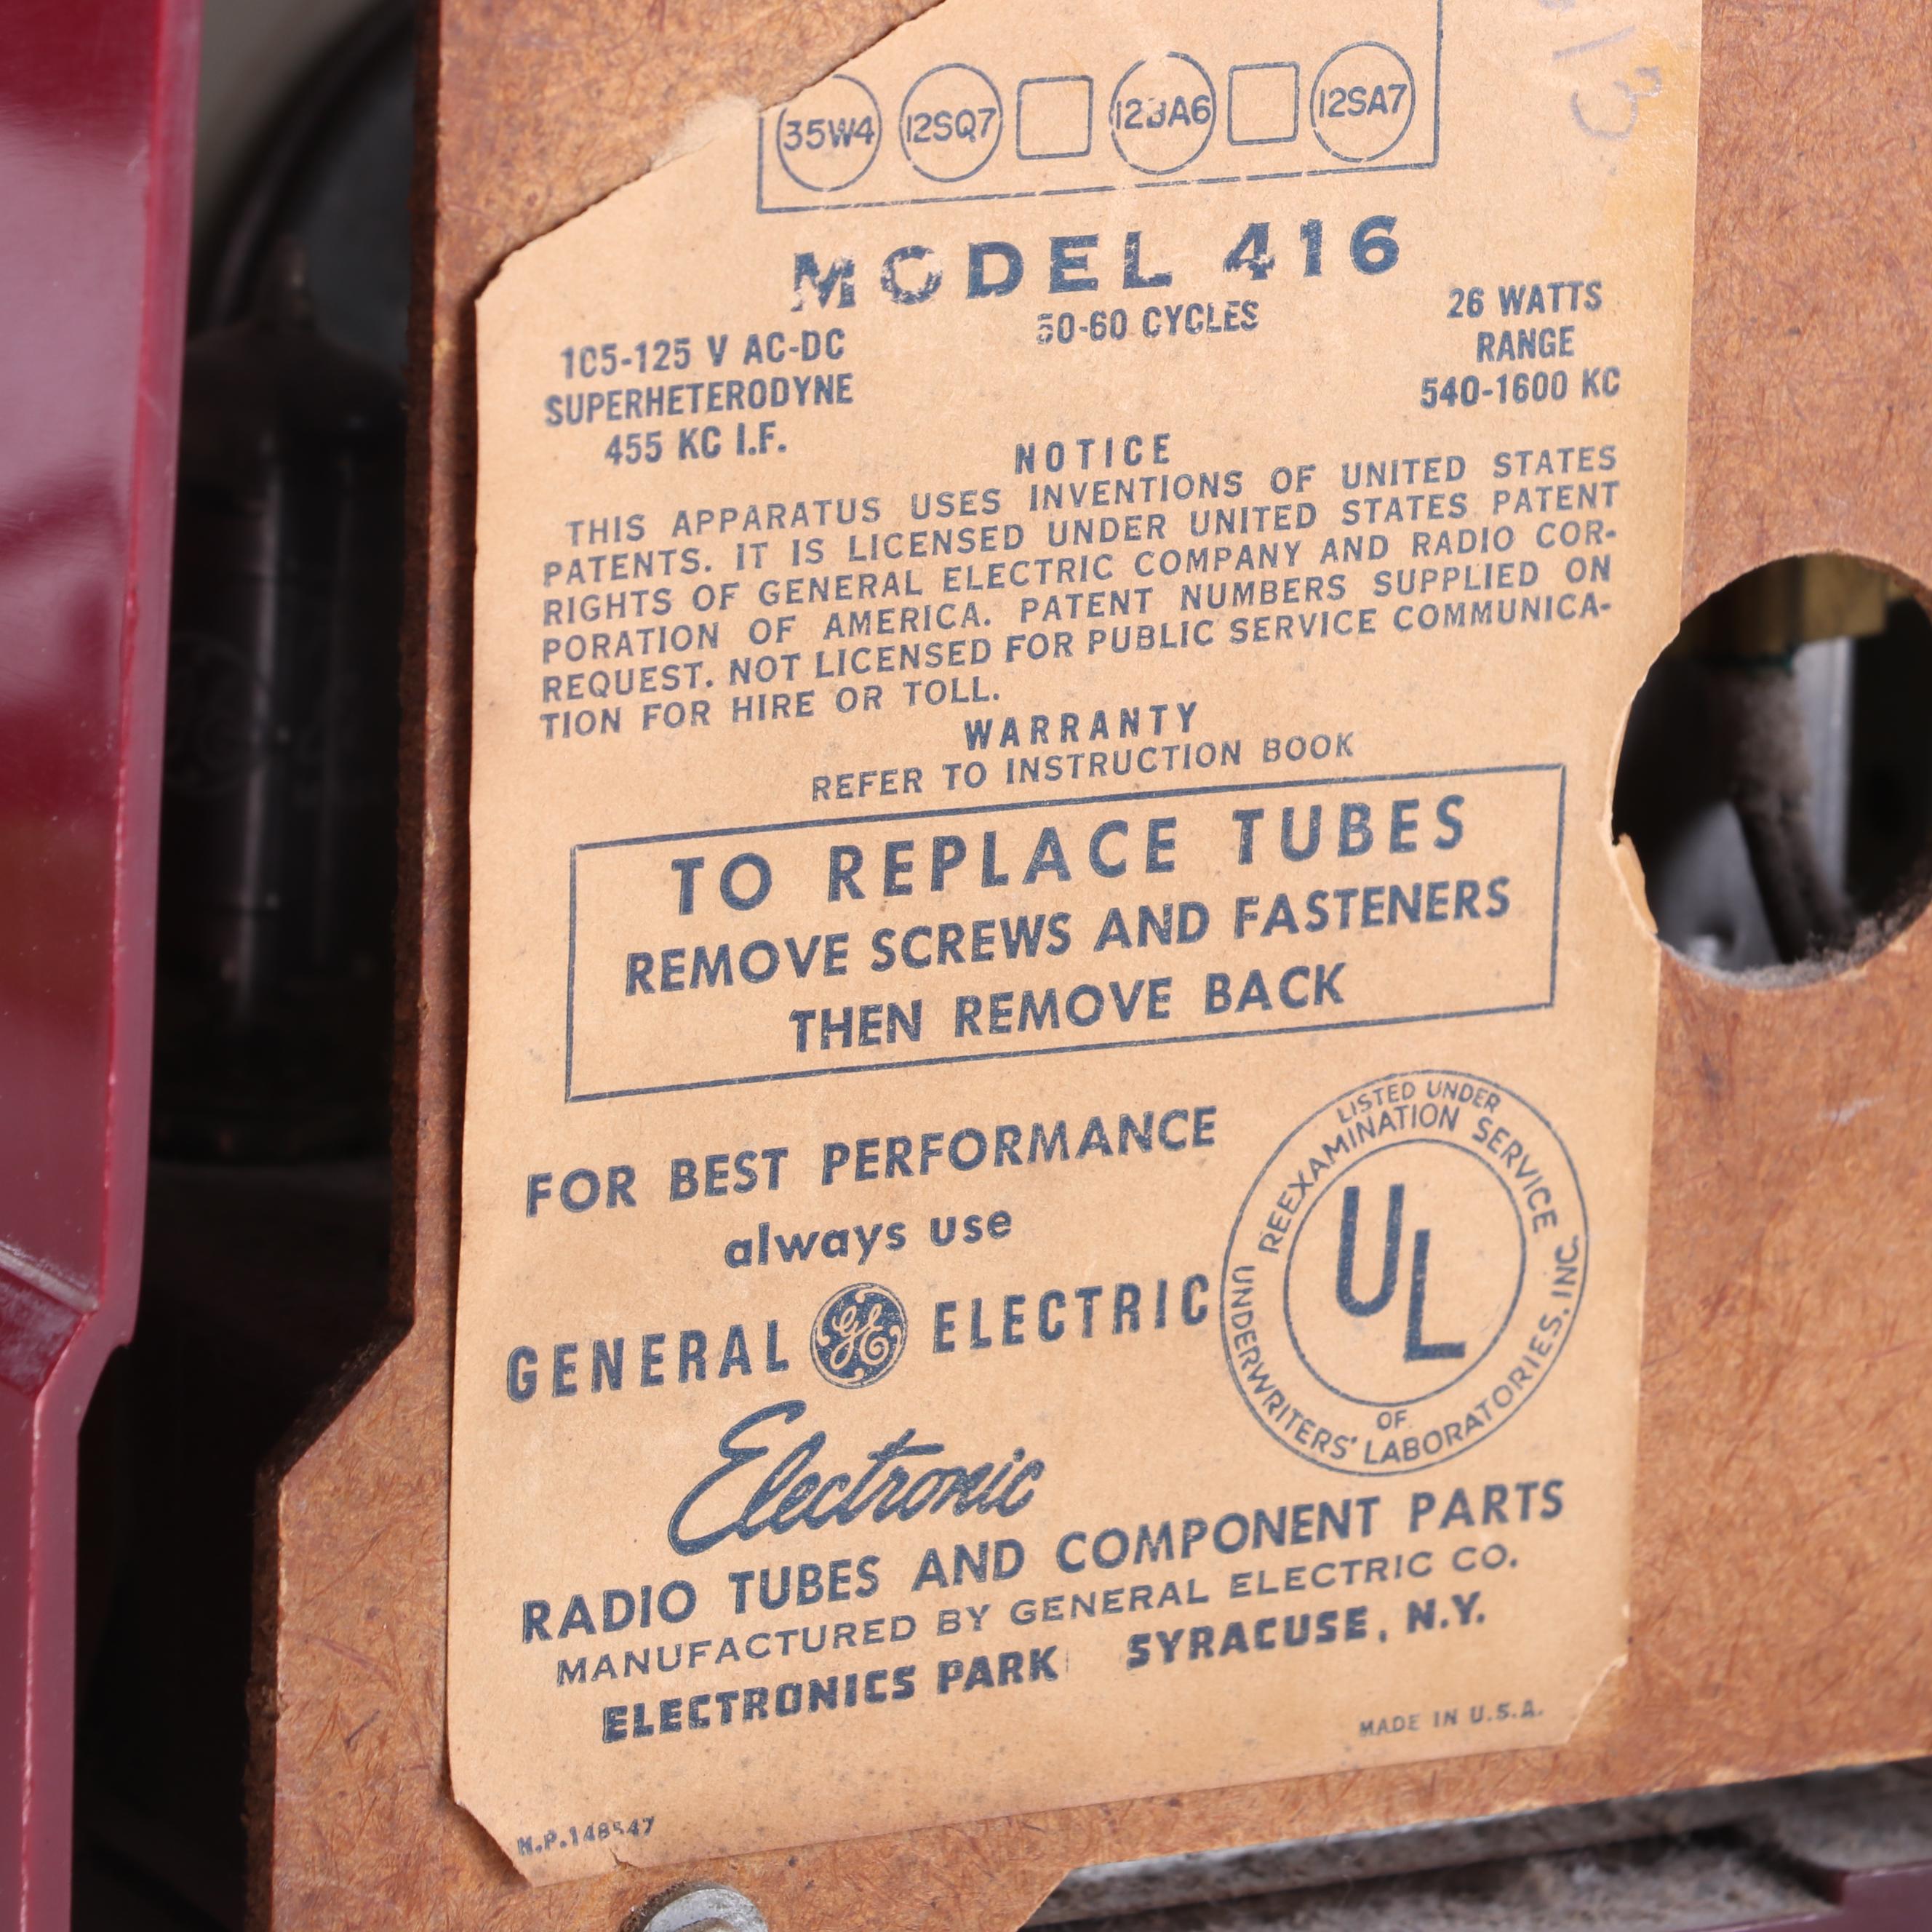 35W4 12SQ7 12BA6 12SA7
MODEL 416
105-125 V AC-DC
SUPERHETERODYNE
455 KC I.F.
50-60 CYCLES
26 WATTS
RANGE
540-1600 KC
NOTICE
THIS APPARATUS USES INVENTIONS OF UNITED STATES
PATENTS. IT IS LICENSED UNDER UNITED STATES PATENT
RIGHTS OF GENERAL ELECTRIC COMPANY AND RADIO COR-
PORATION OF AMERICA. PATENT NUMBERS SUPPLIED ON
REQUEST. NOT LICENSED FOR PUBLIC SERVICE COMMUNICA-
TION FOR HIRE OR TOLL.
WARRANTY
REFER TO INSTRUCTION BOOK
TO REPLACE TUBES
REMOVE SCREWS AND FASTENERS
THEN REMOVE BACK
FOR BEST PERFORMANCE
always use
GENERAL GE ELECTRIC
Electronic
RADIO TUBES AND COMPONENT PARTS
MANUFACTURED BY GENERAL ELECTRIC CO.
ELECTRONICS PARK SYRACUSE, N.Y.
LISTED UNDER
REEXAMINATION SERVICE
UL
OF
UNDERWRITERS' LABORATORIES, INC.
MADE IN U.S.A.
N.P.148547